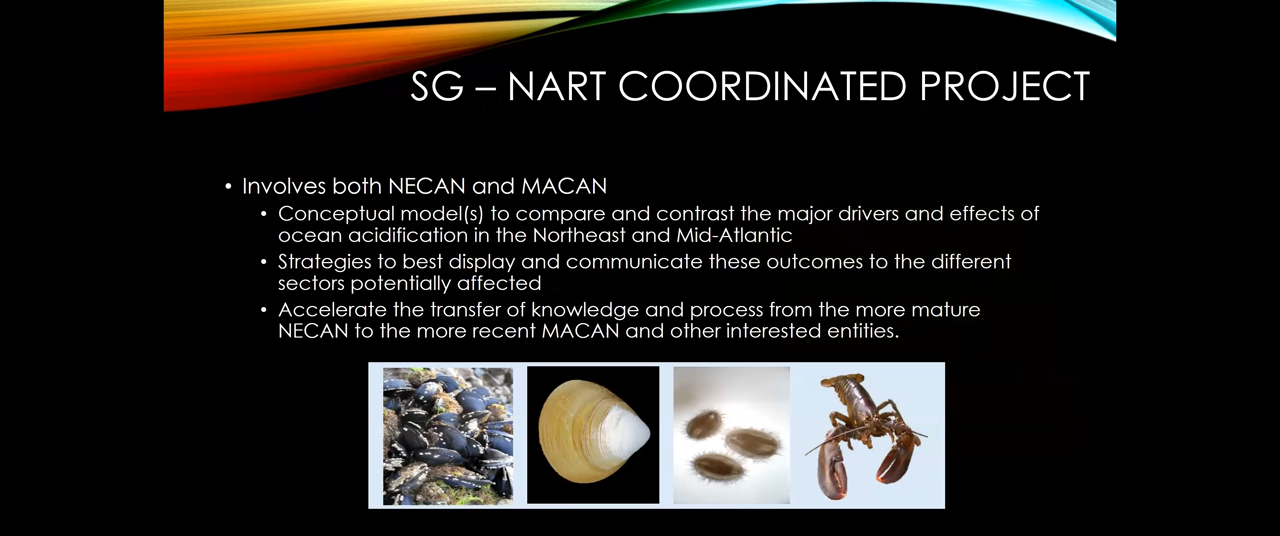 SG – NART COORDINATED PROJECT
• Involves both NECAN and MACAN
• Conceptual model(s) to compare and contrast the major drivers and effects of
ocean acidification in the Northeast and Mid-Atlantic
• Strategies to best display and communicate these outcomes to the different
sectors potentially affected
• Accelerate the transfer of knowledge and process from the more mature
NECAN to the more recent MACAN and other interested entities.